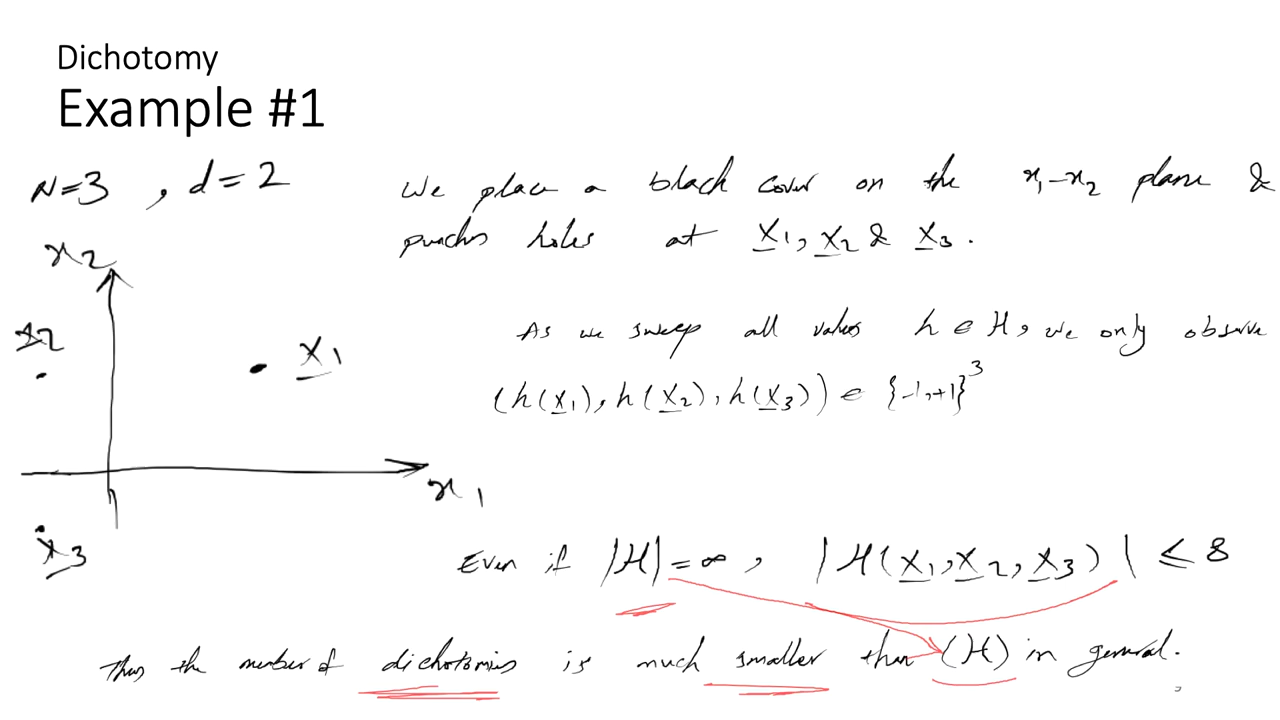 Dichotomy
Example #1
N=3 , d=2
We place a black cover on the x₁-x₂ plane &
punches holes at X₁, X₂ & X₃.
x₂
X₂
X₁
As we sweep all values h ∈ H, we only observe
(h(X₁), h(X₂), h(X₃)) ∈ {-1,+1}³
x₁
X₃
Even if |H| = ∞, |H(X₁,X₂,X₃)| ≤ 8
Thus the number of dichotomies is much smaller than (H) in general.